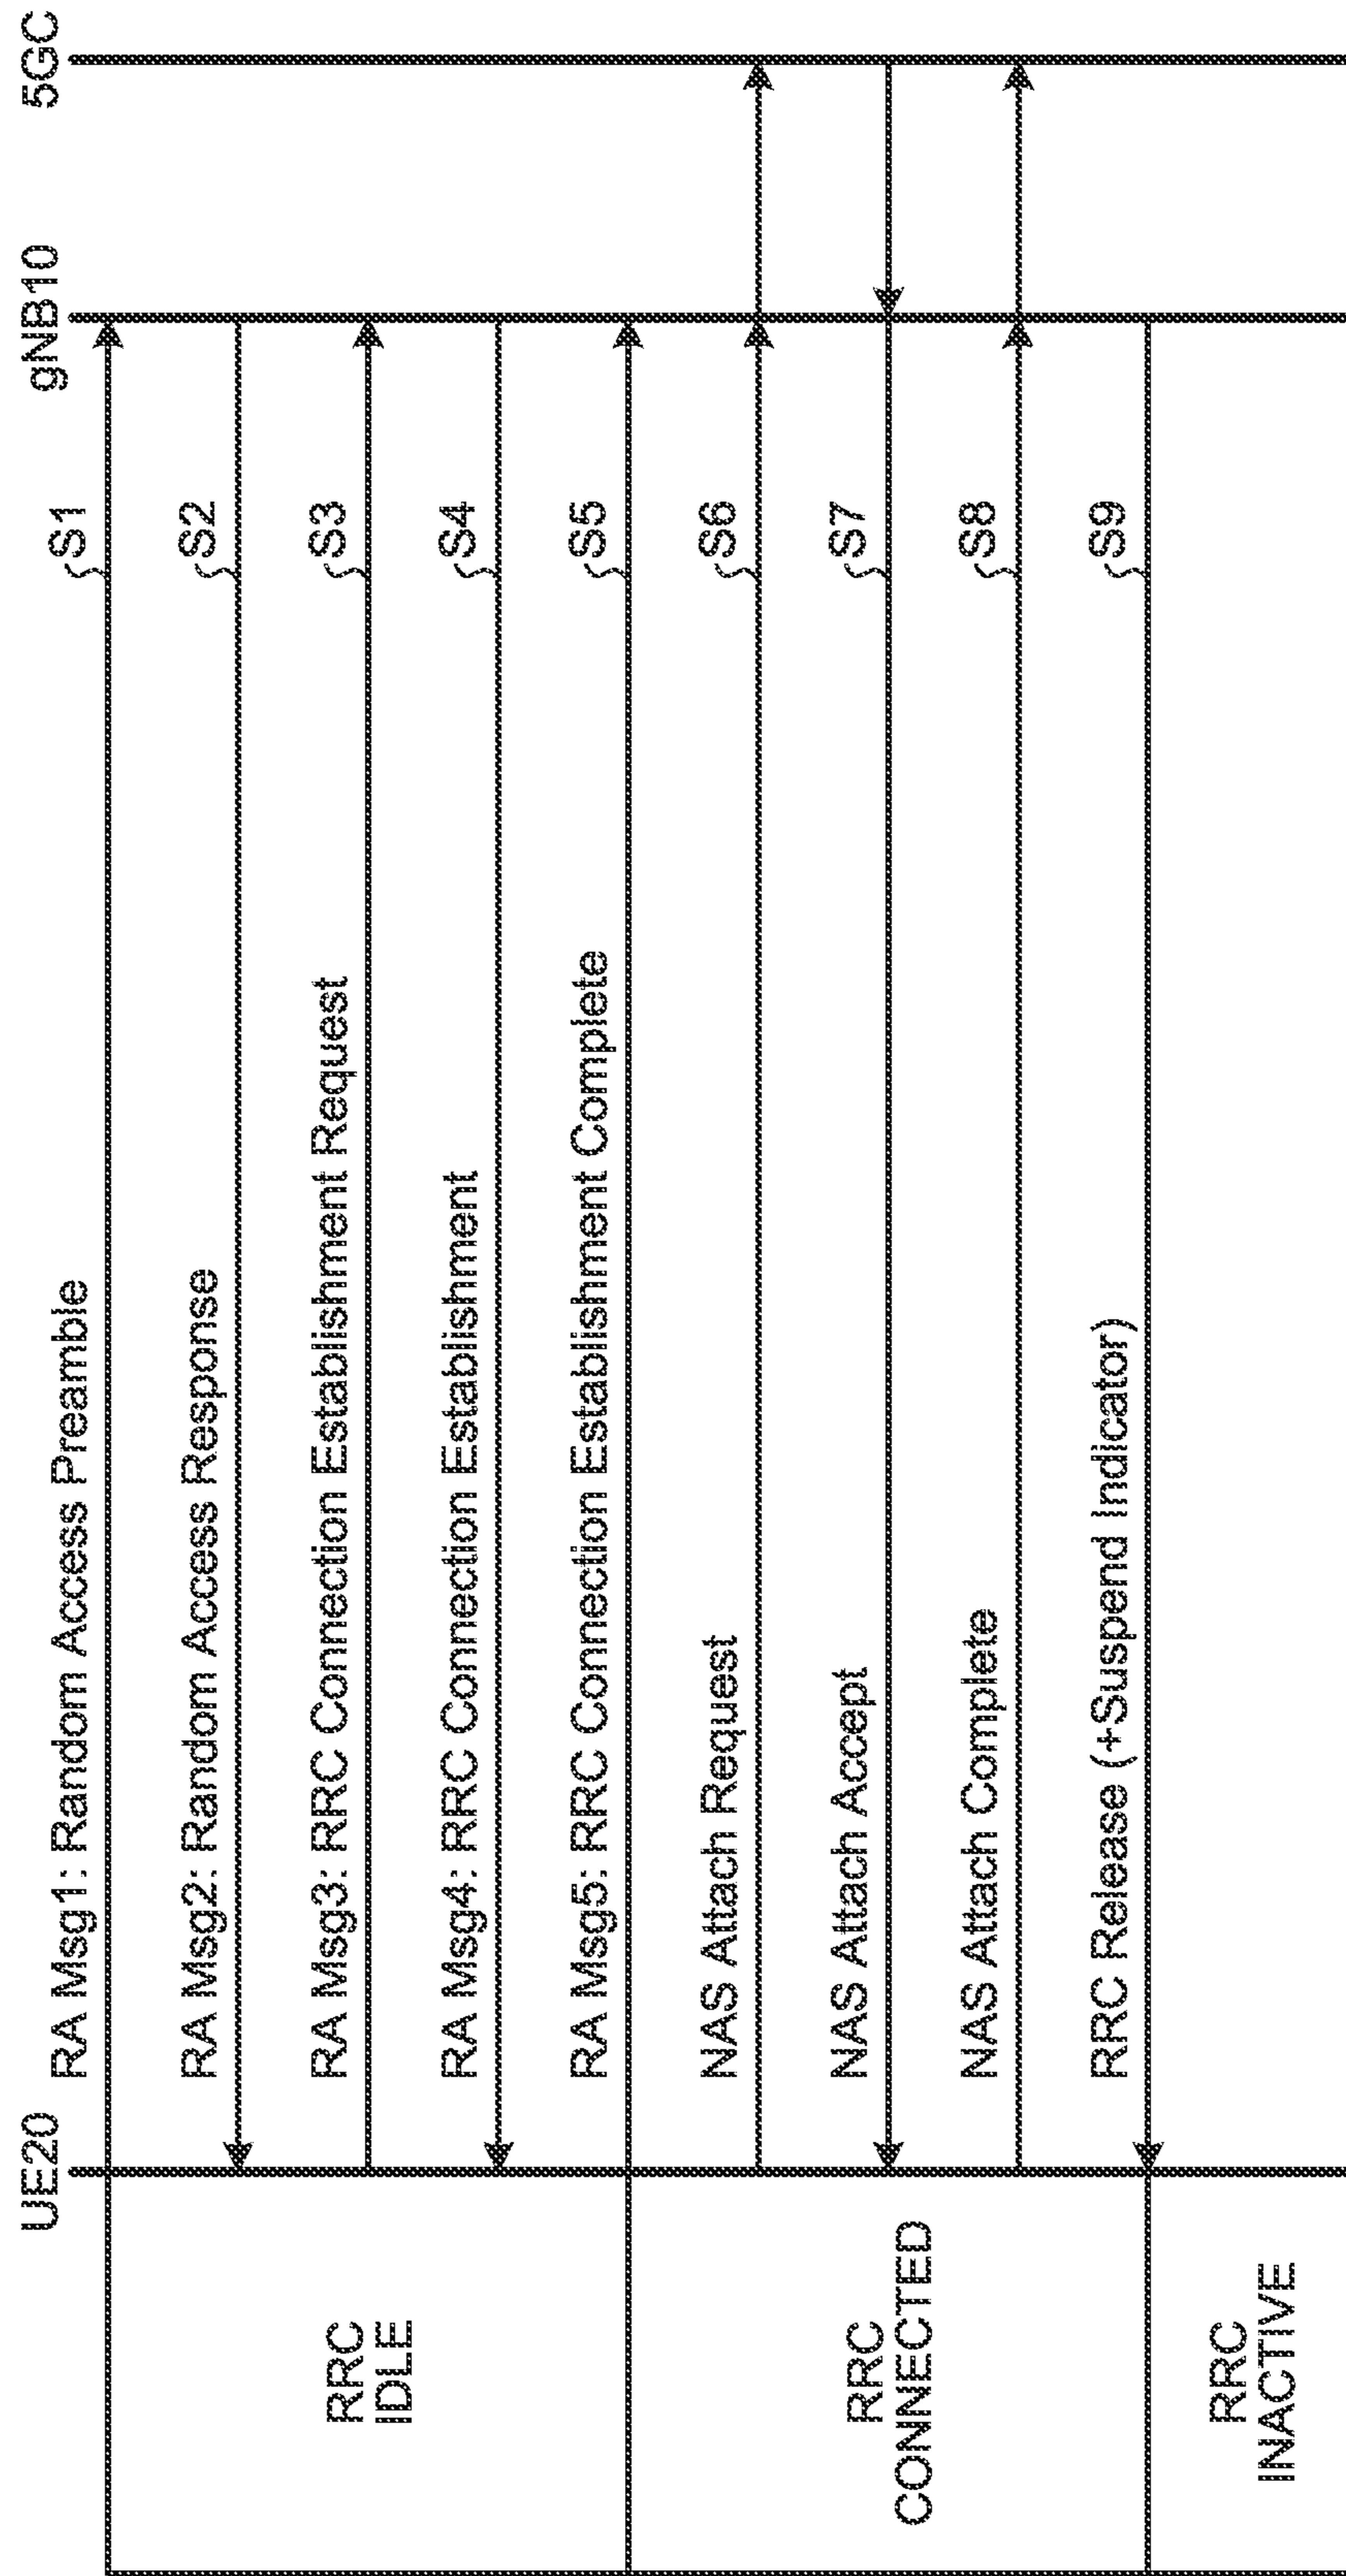 UE20
gNB10
5GC
RA Msg1: Random Access Preamble
S1
RA Msg2: Random Access Response
S2
RRC
IDLE
RA Msg3: RRC Connection Establishment Request
S3
RA Msg4: RRC Connection Establishment
S4
RA Msg5: RRC Connection Establishment Complete
S5
NAS Attach Request
S6
RRC
CONNECTED
NAS Attach Accept
S7
NAS Attach Complete
S8
RRC Release (+Suspend Indicator)
S9
RRC
INACTIVE